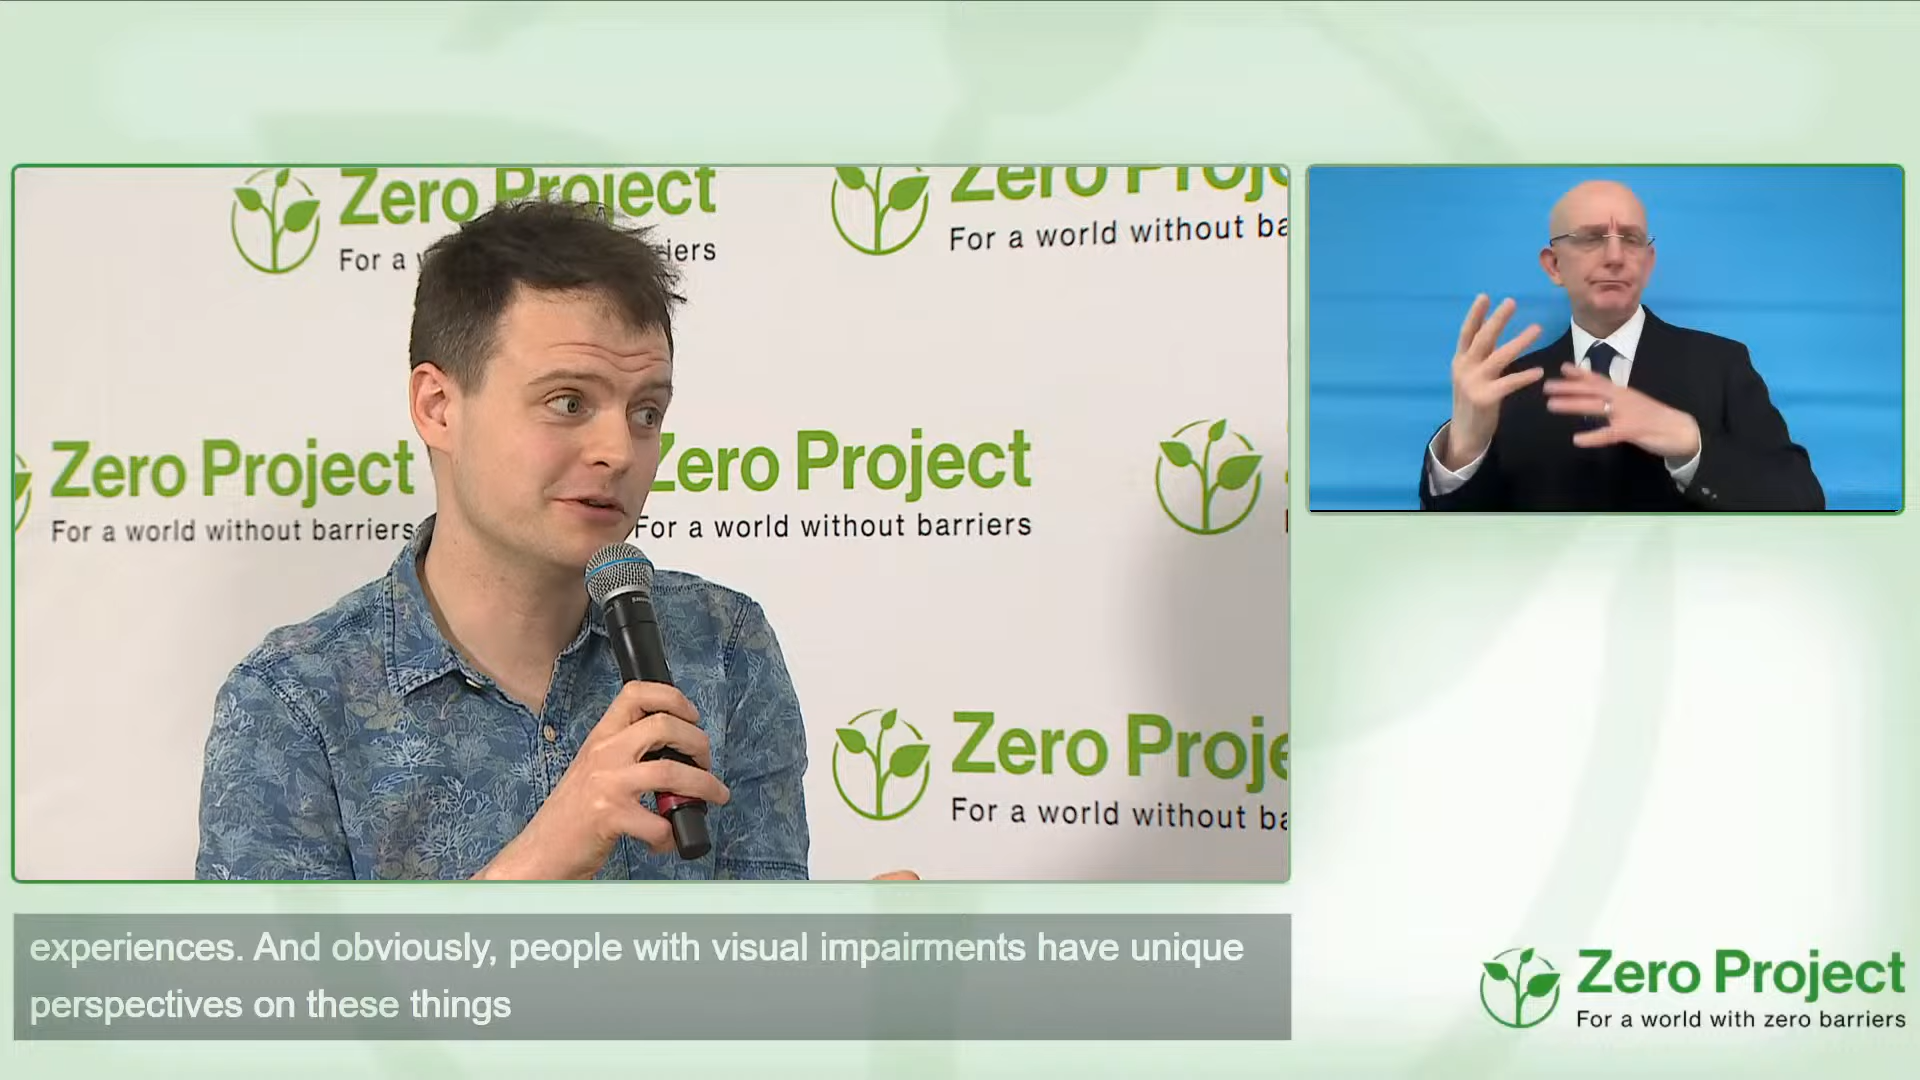 Zero Project
For a w iers
Zero Proje
For a world without ba
Zero Project
For a world without barriers
Zero Project
For a world without barriers
Zero Proje
For a world without ba
experiences. And obviously, people with visual impairments have unique
perspectives on these things
Zero Project
For a world with zero barriers